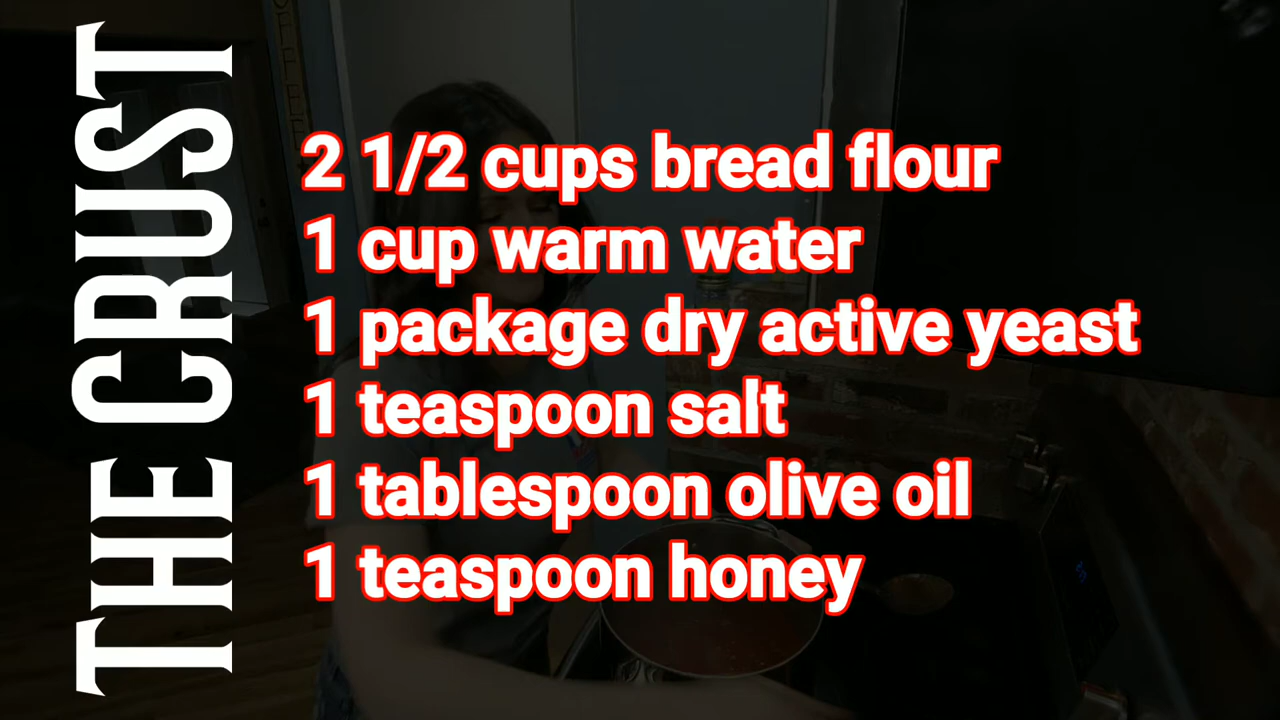 THE CRUST
2 1/2 cups bread flour
1 cup warm water
1 package dry active yeast
1 teaspoon salt
1 tablespoon olive oil
1 teaspoon honey